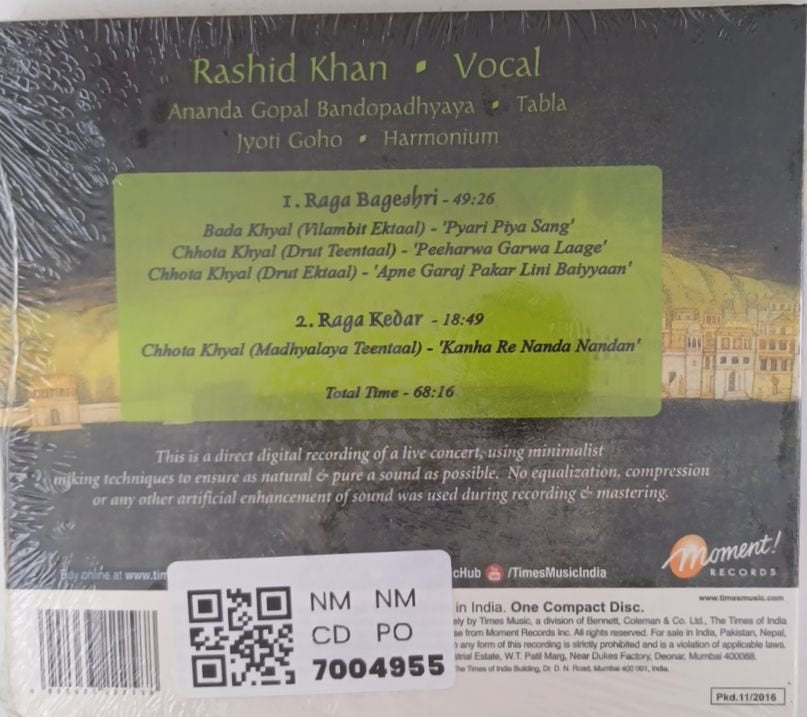 Rashid Khan • Vocal
Ananda Gopal Bandopadhyaya • Tabla
Jyoti Goho • Harmonium
1. Raga Bageshri - 49:26
Bada Khyal (Vilambit Ektaal) - 'Pyari Piya Sang'
Chhota Khyal (Drut Teentaal) - 'Peeharwa Garwa Laage'
Chhota Khyal (Drut Ektaal) - 'Apne Garaj Pakar Lini Baiyyaan'
2. Raga Kedar - 18:49
Chhota Khyal (Madhyalaya Teentaal) - 'Kanha Re Nanda Nandan'
Total Time - 68:16
This is a direct digital recording of a live concert, using minimalist
miking techniques to ensure as natural & pure a sound as possible. No equalization, compression
or any other artificial enhancement of sound was used during recording & mastering.
moment!
RECORDS
Buy online at www.tim
cHub /TimesMusicIndia
www.timesmusic.com
in India. One Compact Disc.
ely by Times Music, a division of Bennett, Coleman & Co. Ltd., The Times of India
se from Moment Records Inc. All rights reserved. For sale in India, Pakistan, Nepal,
any form of this recording is strictly prohibited and is a violation of applicable laws.
strial Estate, W.T. Patil Marg, Near Dukes Factory, Deonar, Mumbai 400088.
he Times of India Building, Dr. D. N. Road, Mumbai 400 001, India.
NM NM
CD PO
7004955
Pkd.11/2016